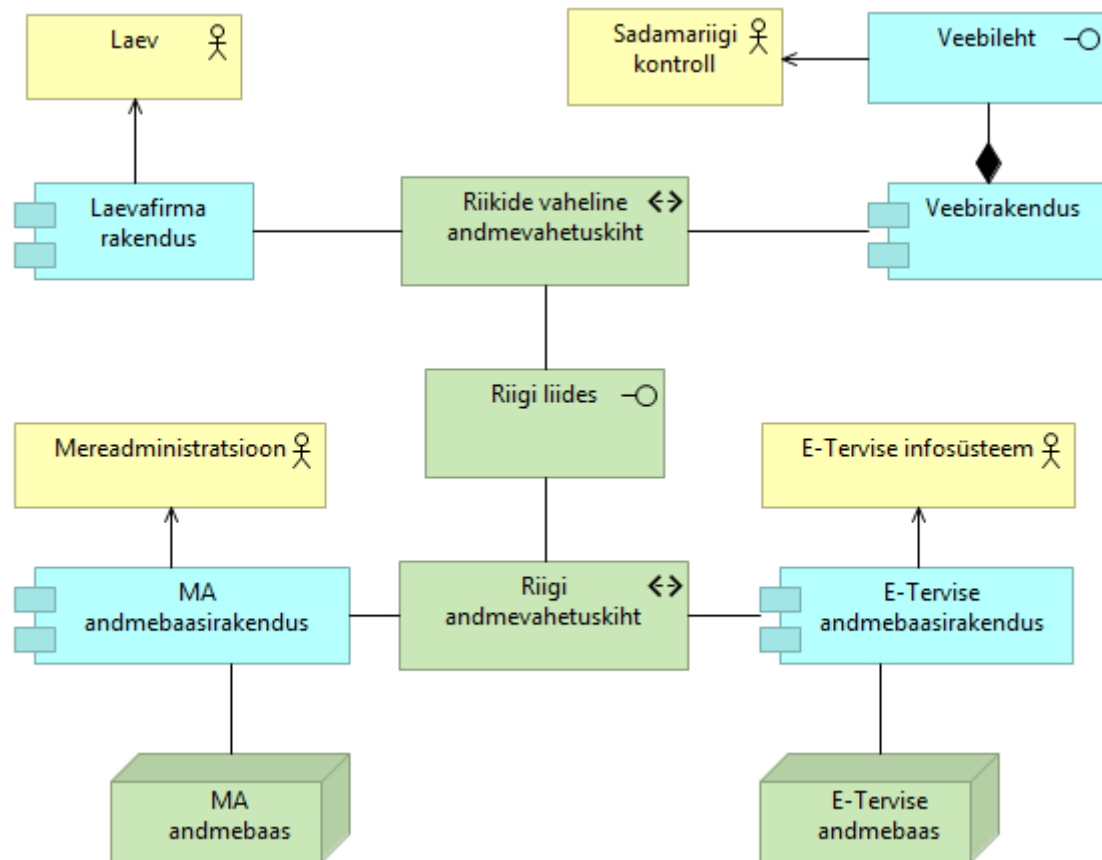 Laev
Sadamariigi
kontroll
Veebileht
Laevafirma
rakendus
Riikide vaheline
andmevahetuskiht
Veebirakendus
Riigi liides
Mereadministratsioon
E-Tervise infosüsteem
MA
andmebaasirakendus
Riigi
andmevahetuskiht
E-Tervise
andmebaasirakendus
MA
andmebaas
E-Tervise
andmebaas